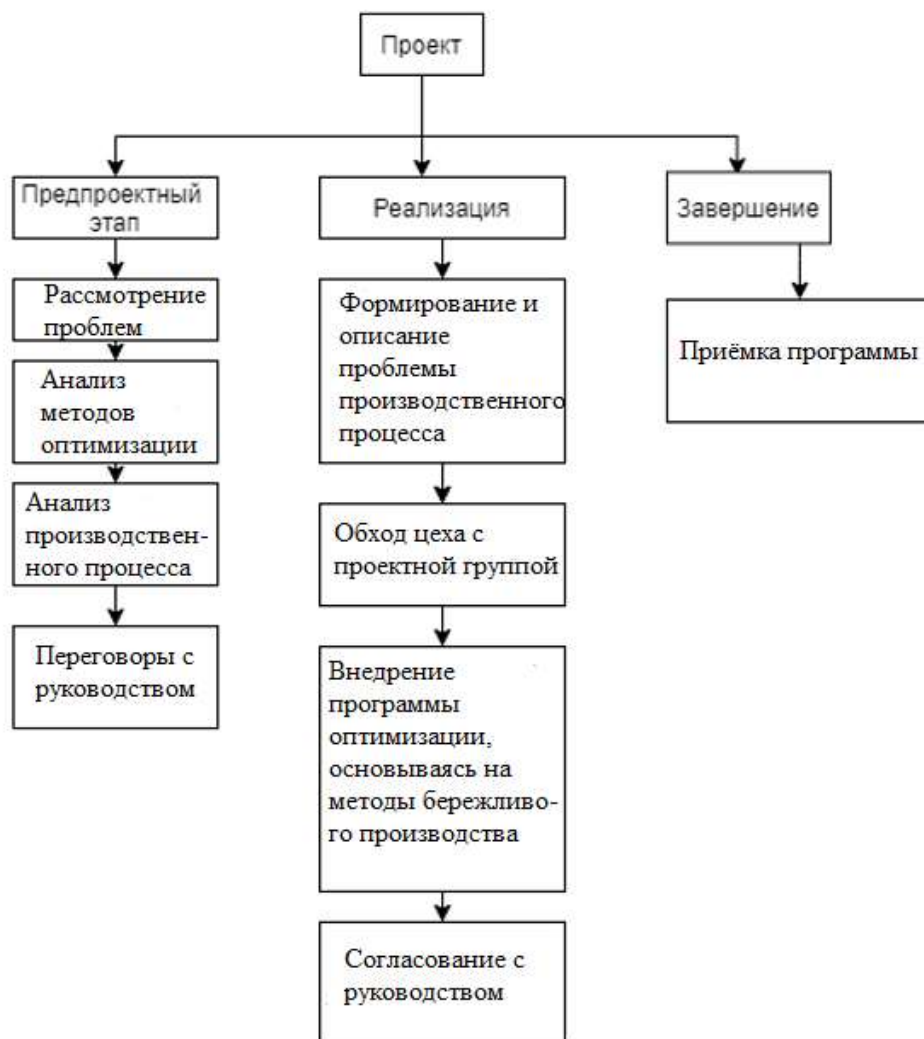 Проект
Предпроектный
этап
Рассмотрение
проблем
Анализ
методов
оптимизации
Анализ
производствен-
ного процесса
Переговоры с
руководством
Реализация
Формирование и
описание
проблемы
производственного
процесса
Обход цеха с
проектной группой
Внедрение
программы
оптимизации,
основываясь на
методы бережливо-
го производства
Согласование с
руководством
Завершение
Приёмка программы